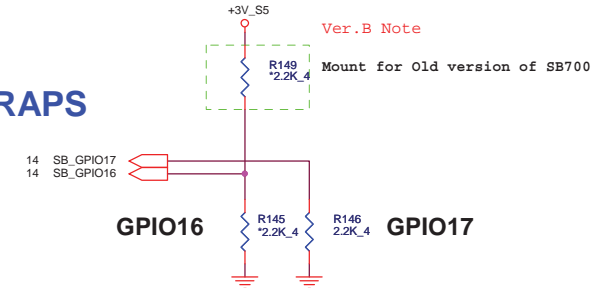 +3V_S5
Ver.B Note
R149
*2.2K_4
Mount for Old version of SB700
RAPS
14 SB_GPIO17
14 SB_GPIO16
GPIO16
R145
*2.2K_4
R146
2.2K_4
GPIO17